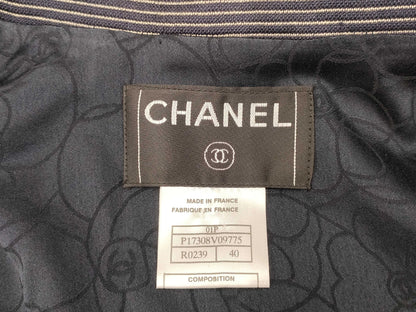 CHANEL
MADE IN FRANCE
FABRIQUE EN FRANCE
01P
P17308V09775
R0239 40
COMPOSITION